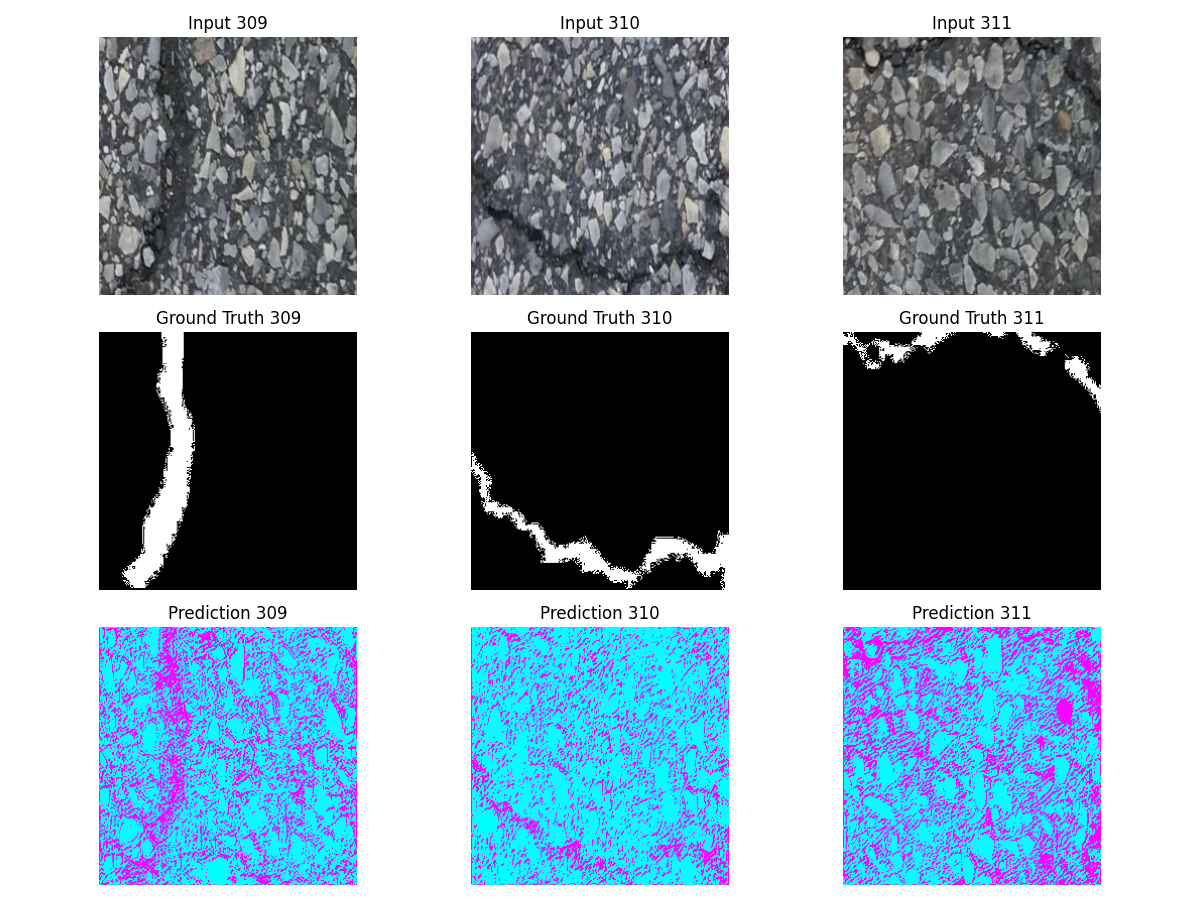 Input 309
Input 310
Input 311
Ground Truth 309
Ground Truth 310
Ground Truth 311
Prediction 309
Prediction 310
Prediction 311